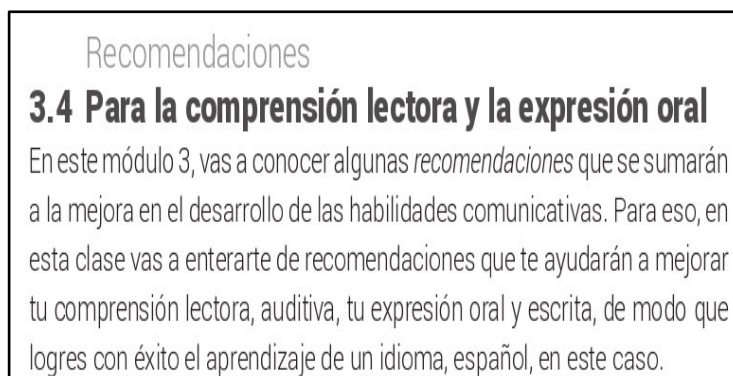 Recomendaciones
3.4 Para la comprensión lectora y la expresión oral
En este módulo 3, vas a conocer algunas recomendaciones que se sumarán
a la mejora en el desarrollo de las habilidades comunicativas. Para eso, en
esta clase vas a enterarte de recomendaciones que te ayudarán a mejorar
tu comprensión lectora, auditiva, tu expresión oral y escrita, de modo que
logres con éxito el aprendizaje de un idioma, español, en este caso.